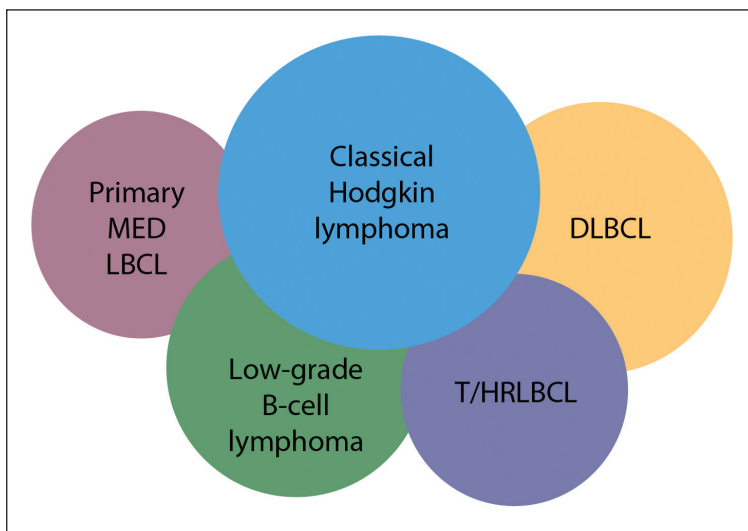 Classical
Hodgkin
lymphoma
Primary
MED
LBCL
DLBCL
Low-grade
B-cell
lymphoma
T/HRLBCL